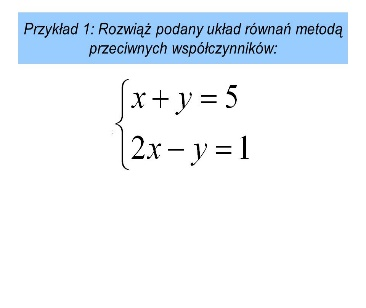 Przykład 1: Rozwiąż podany układ równań metodą
przeciwnych współczynników:
x + y = 5
2x − y = 1